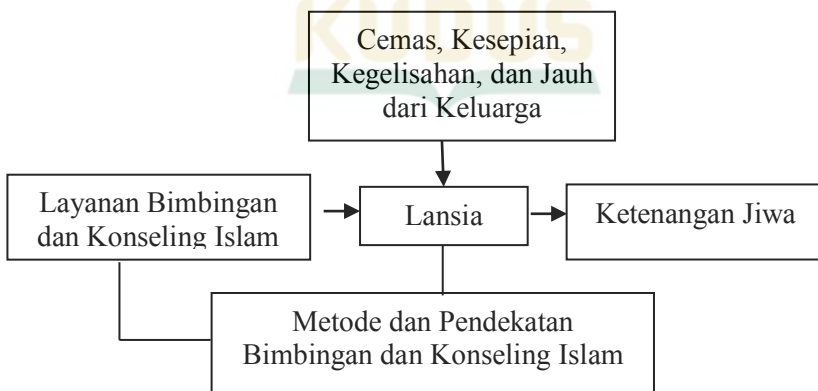 KUDUS
Cemas, Kesepian,
Kegelisahan, dan Jauh
dari Keluarga
Layanan Bimbingan
dan Konseling Islam
Lansia
Ketenangan Jiwa
Metode dan Pendekatan
Bimbingan dan Konseling Islam